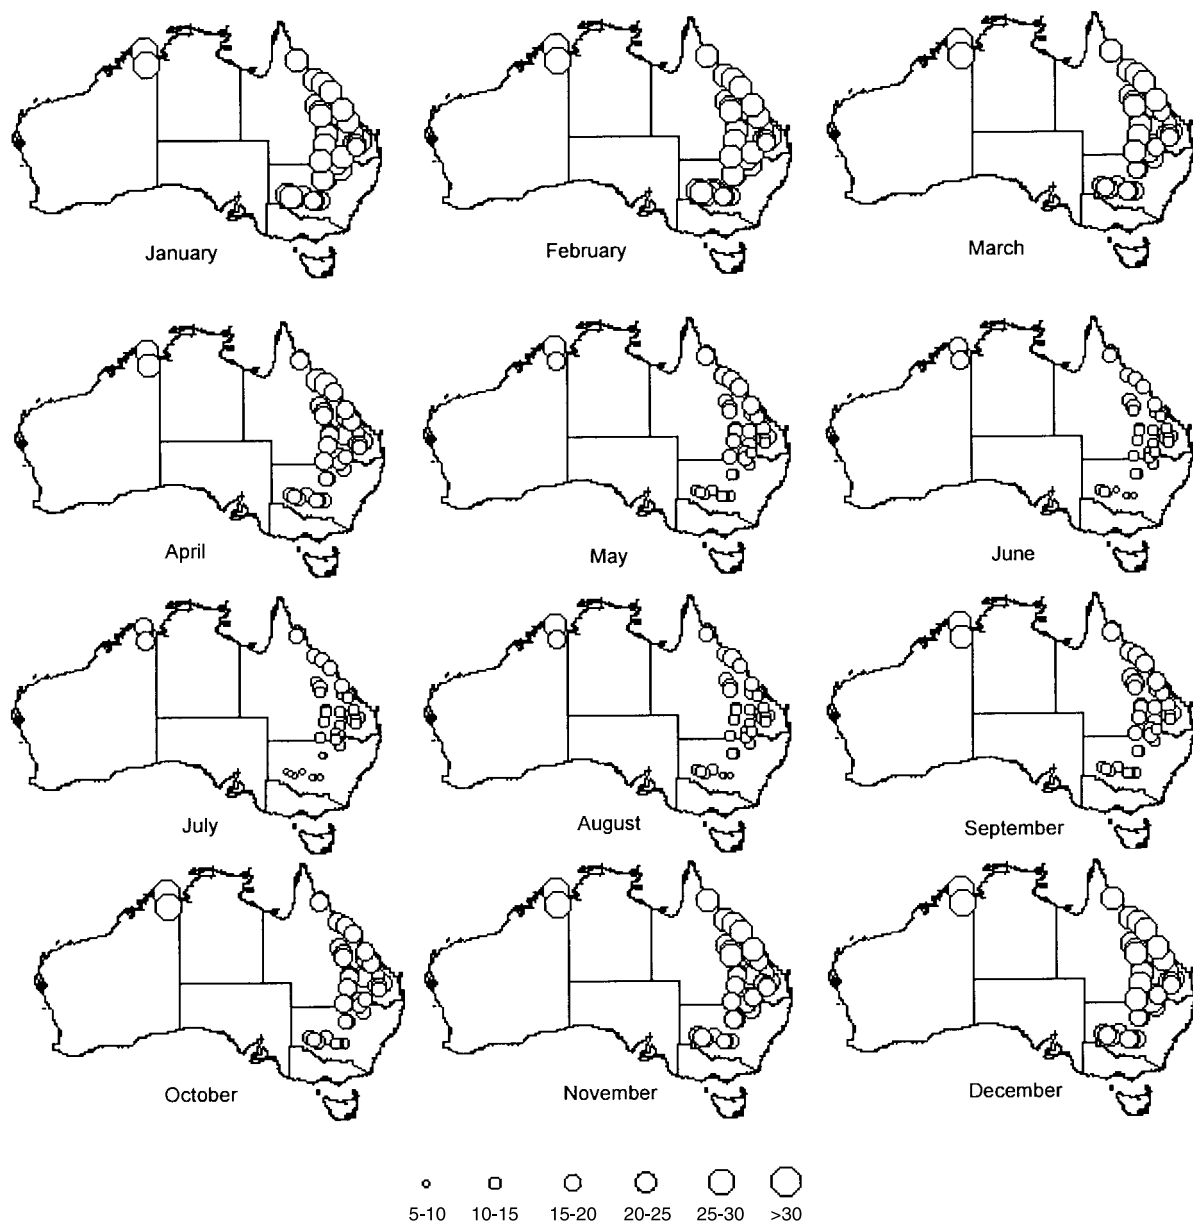 January
February
March
April
May
June
July
August
September
October
November
December
5-10 10-15 15-20 20-25 25-30 >30